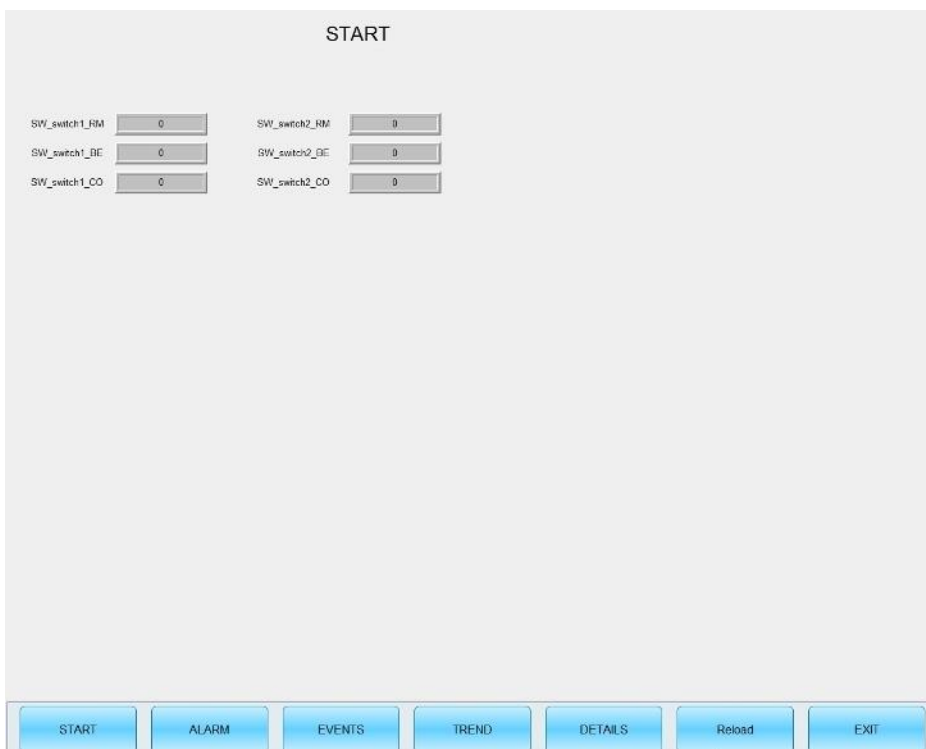 START
SW_switch1_RM 0 SW_switch2_RM 0
SW_switch1_BE 0 SW_switch2_BE 0
SW_switch1_CO 0 SW_switch2_CO 0
START ALARM EVENTS TREND DETAILS Reload EXIT